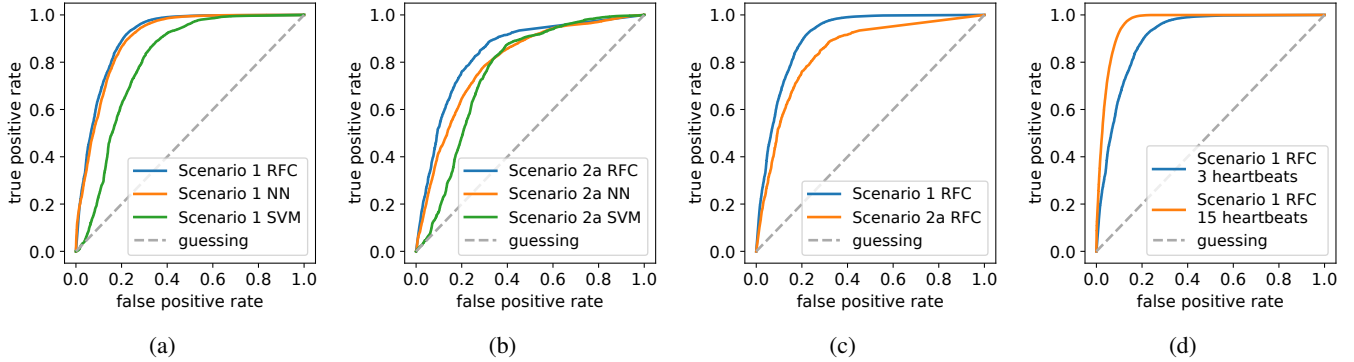 true positive rate
1.0
0.8
0.6
0.4
0.2
0.0
Scenario 1 RFC
Scenario 1 NN
Scenario 1 SVM
guessing
0.0 0.2 0.4 0.6 0.8 1.0
false positive rate
(a)
true positive rate
1.0
0.8
0.6
0.4
0.2
0.0
Scenario 2a RFC
Scenario 2a NN
Scenario 2a SVM
guessing
0.0 0.2 0.4 0.6 0.8 1.0
false positive rate
(b)
true positive rate
1.0
0.8
0.6
0.4
0.2
0.0
Scenario 1 RFC
Scenario 2a RFC
guessing
0.0 0.2 0.4 0.6 0.8 1.0
false positive rate
(c)
true positive rate
1.0
0.8
0.6
0.4
0.2
0.0
Scenario 1 RFC
3 heartbeats
Scenario 1 RFC
15 heartbeats
guessing
0.0 0.2 0.4 0.6 0.8 1.0
false positive rate
(d)